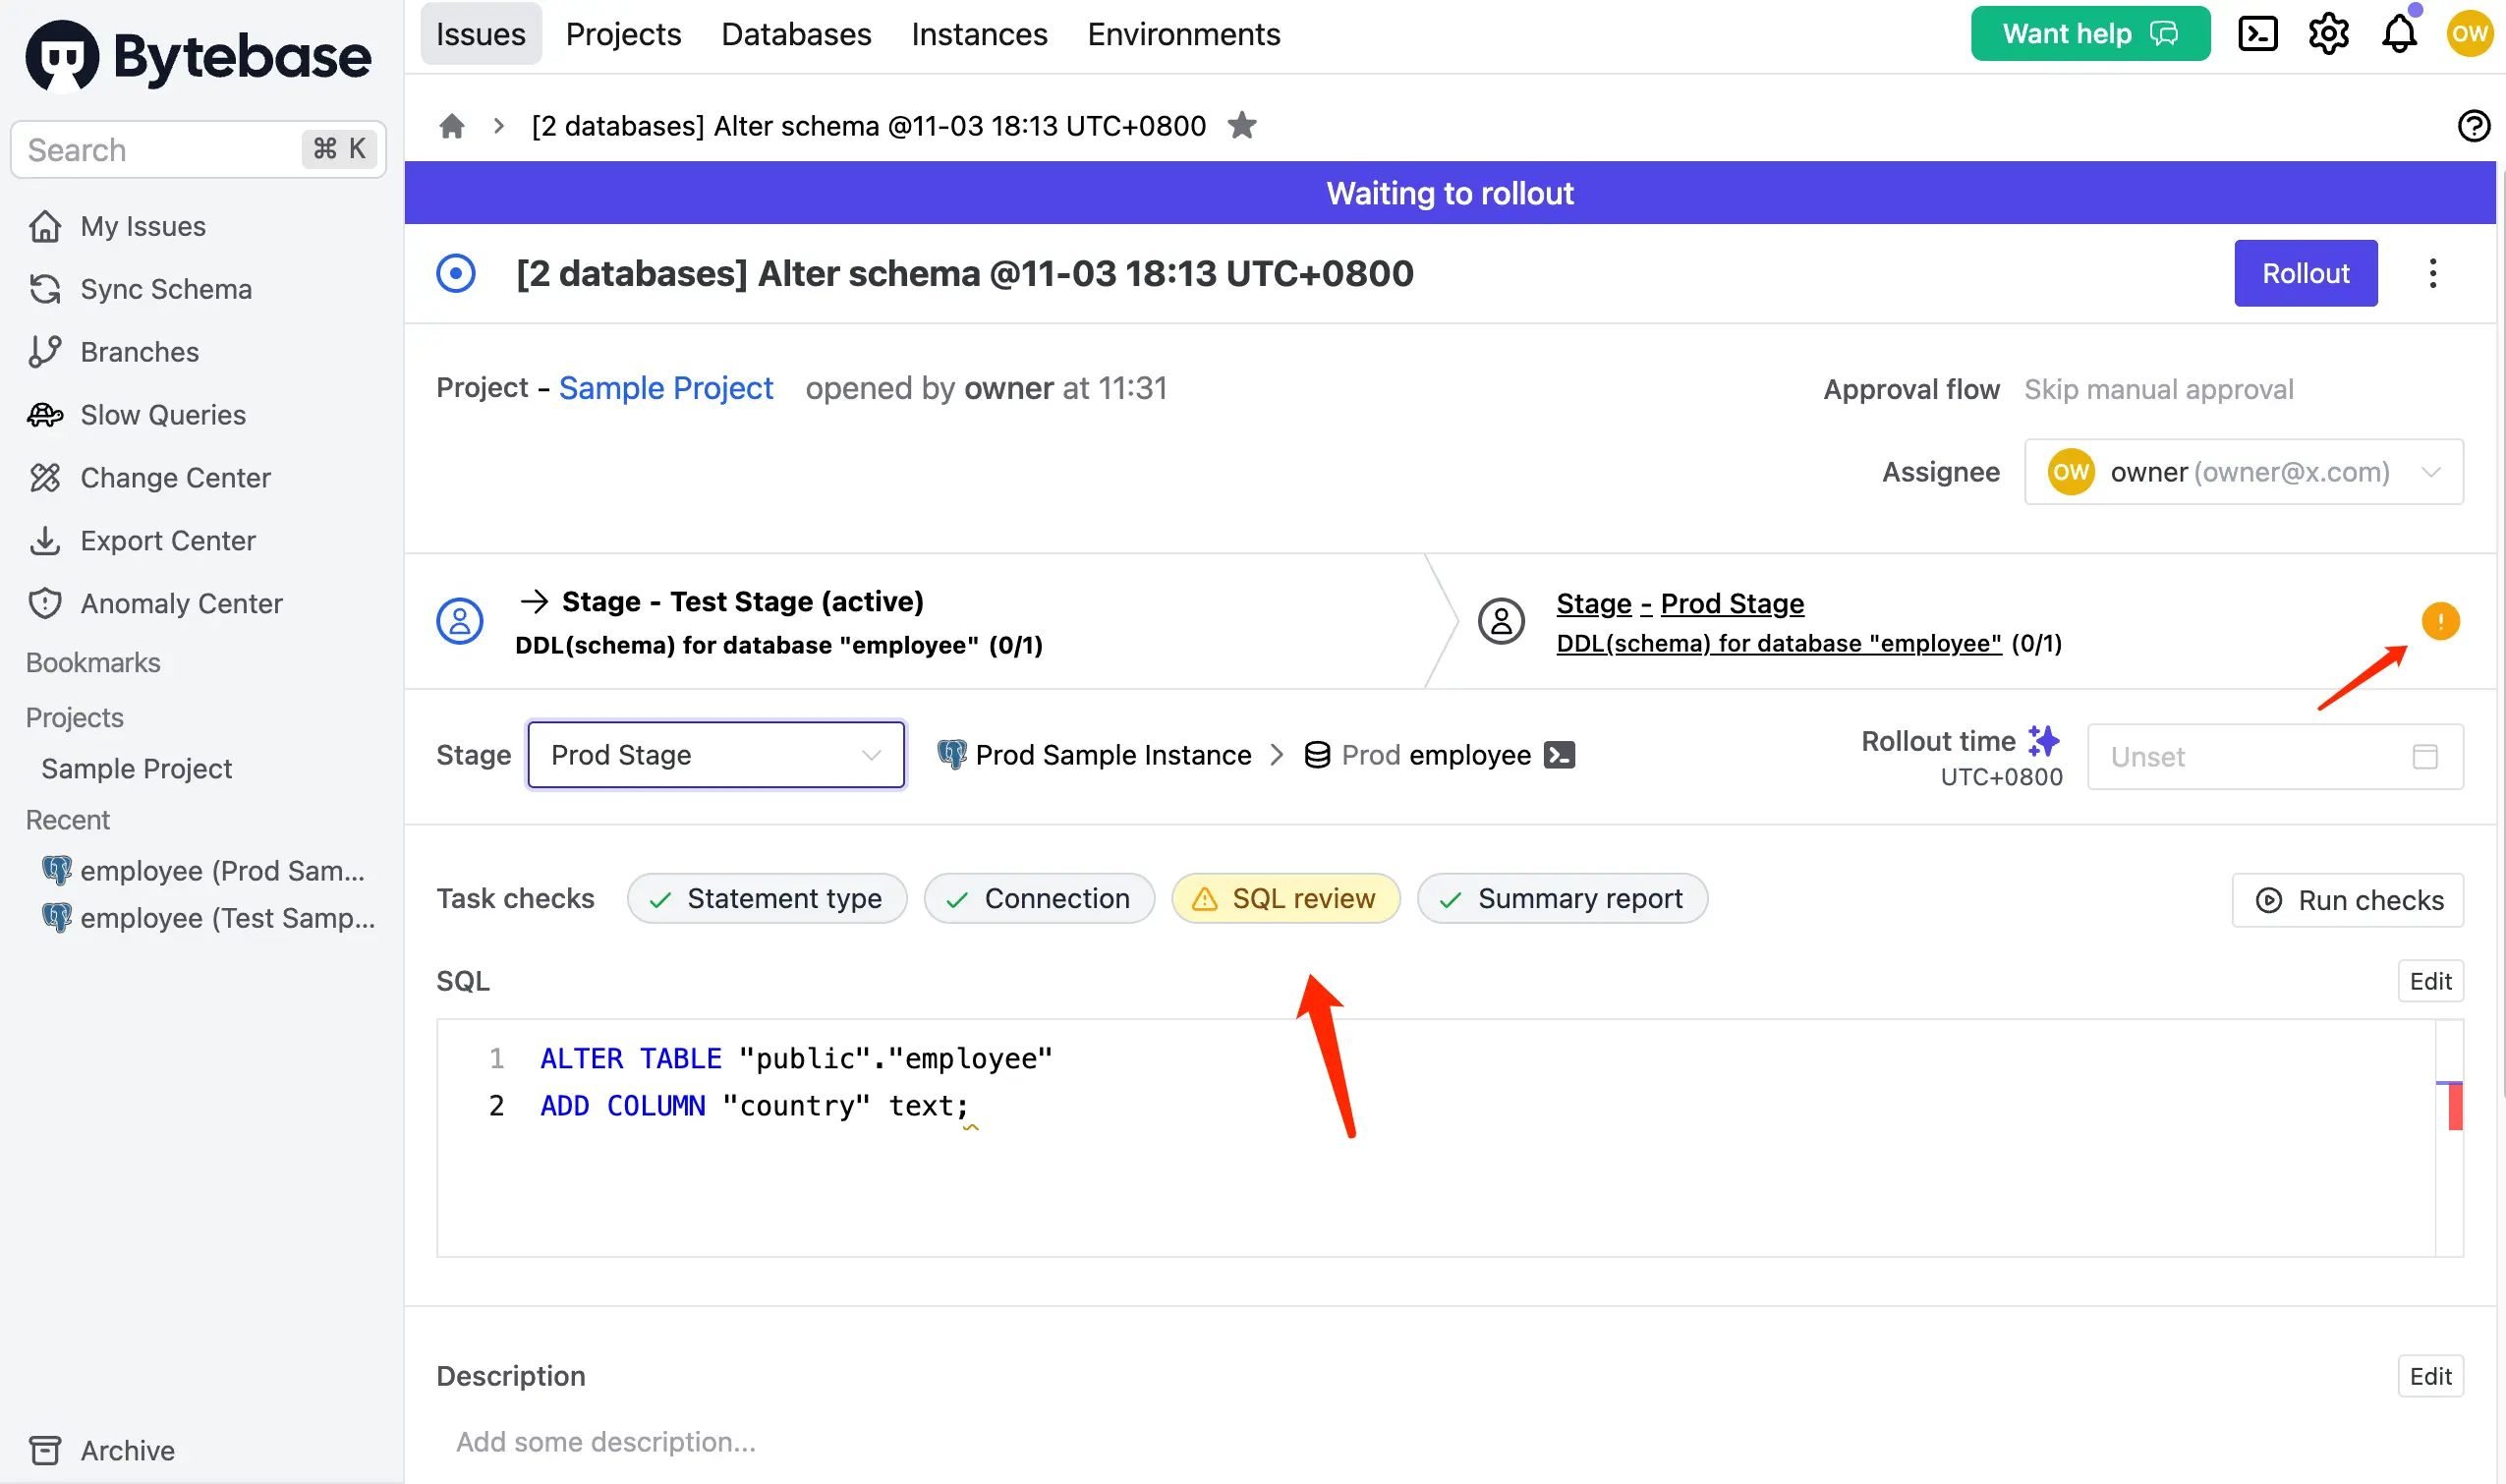 Bytebase
Search ⌘ K
My Issues
Sync Schema
Branches
Slow Queries
Change Center
Export Center
Anomaly Center
Bookmarks
Projects
Sample Project
Recent
employee (Prod Sam...
employee (Test Samp...
Archive
Issues Projects Databases Instances Environments Want help OW
[2 databases] Alter schema @11-03 18:13 UTC+0800
Waiting to rollout
[2 databases] Alter schema @11-03 18:13 UTC+0800 Rollout
Project - Sample Project opened by owner at 11:31
Approval flow Skip manual approval
Assignee OW owner (owner@x.com)
→ Stage - Test Stage (active)
DDL(schema) for database "employee" (0/1)
Stage - Prod Stage
DDL(schema) for database "employee" (0/1)
Stage Prod Stage Prod Sample Instance > Prod employee
Rollout time
UTC+0800
Unset
Task checks Statement type Connection SQL review Summary report Run checks
SQL Edit
1 ALTER TABLE "public"."employee"
2 ADD COLUMN "country" text;
Description Edit
Add some description...